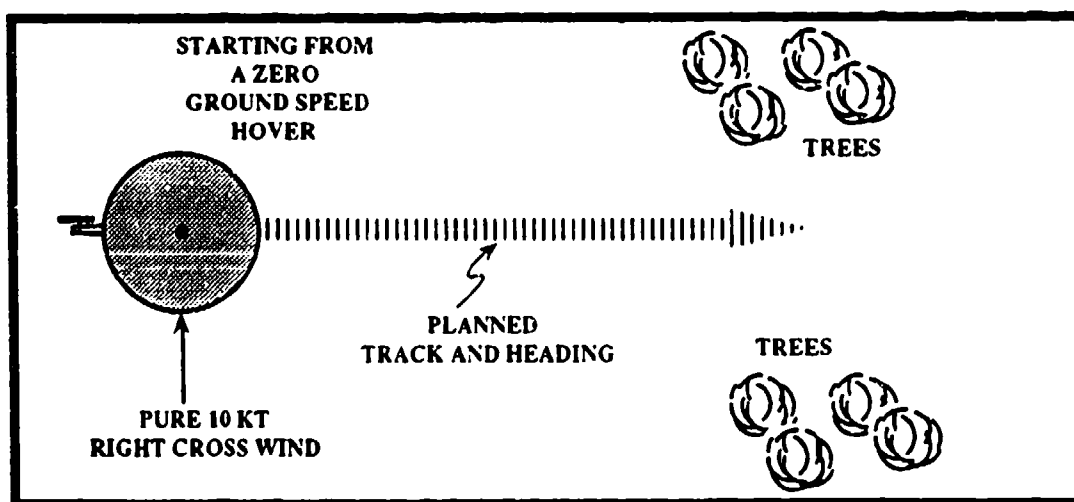 STARTING FROM
A ZERO
GROUND SPEED
HOVER
TREES
PLANNED
TRACK AND HEADING
TREES
PURE 10 KT
RIGHT CROSS WIND